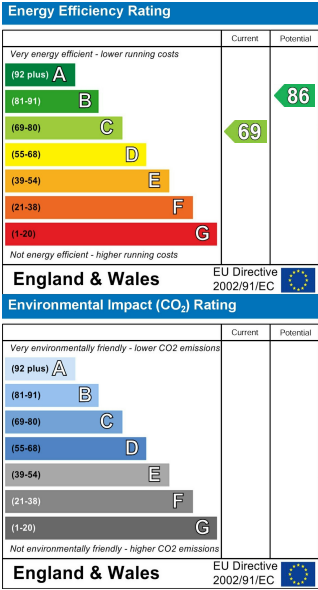 Energy Efficiency Rating
Current Potential
Very energy efficient - lower running costs
(92 plus) A
(81-91) B
86
(69-80) C
69
(55-68) D
(39-54) E
(21-38) F
(1-20) G
Not energy efficient - higher running costs
England & Wales
EU Directive
2002/91/EC
Environmental Impact (CO₂) Rating
Current Potential
Very environmentally friendly - lower CO2 emissions
(92 plus) A
(81-91) B
(69-80) C
(55-68) D
(39-54) E
(21-38) F
(1-20) G
Not environmentally friendly - higher CO2 emissions
England & Wales
EU Directive
2002/91/EC